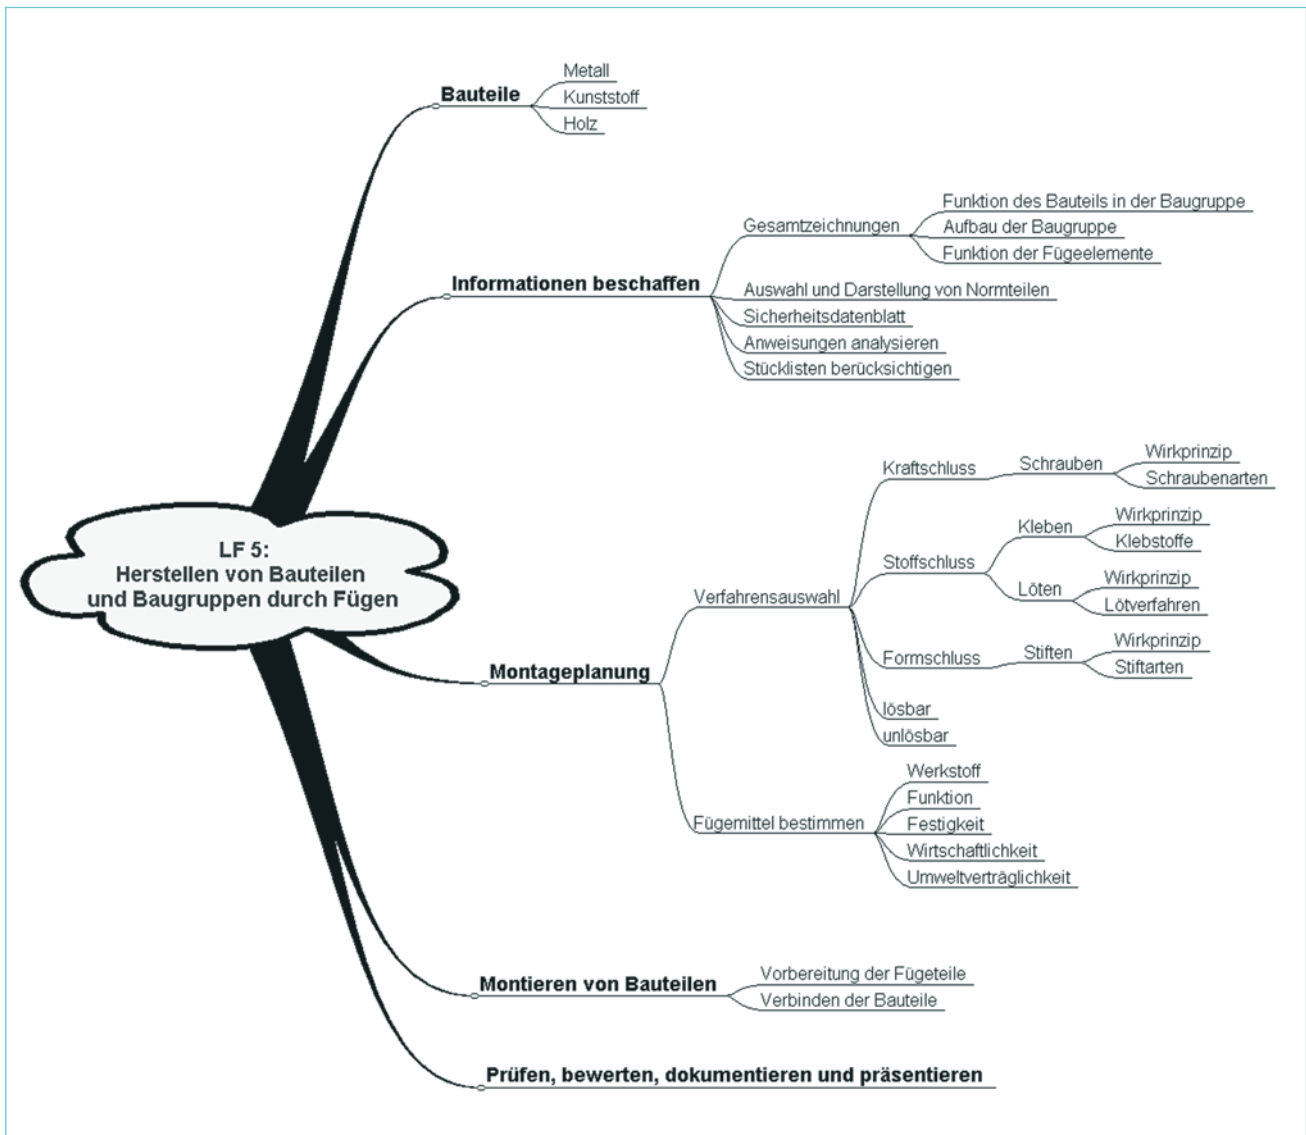 Bauteile
Metall
Kunststoff
Holz
Informationen beschaffen
Gesamtzeichnungen
Funktion des Bauteils in der Baugruppe
Aufbau der Baugruppe
Funktion der Fügeelemente
Auswahl und Darstellung von Normteilen
Sicherheitsdatenblatt
Anweisungen analysieren
Stücklisten berücksichtigen
LF 5:
Herstellen von Bauteilen
und Baugruppen durch Fügen
Montageplanung
Verfahrensauswahl
Kraftschluss
Schrauben
Wirkprinzip
Schraubenarten
Stoffschluss
Kleben
Wirkprinzip
Klebstoffe
Löten
Wirkprinzip
Lötverfahren
Formschluss
Stiften
Wirkprinzip
Stiftarten
lösbar
unlösbar
Fügemittel bestimmen
Werkstoff
Funktion
Festigkeit
Wirtschaftlichkeit
Umweltverträglichkeit
Montieren von Bauteilen
Vorbereitung der Fügeteile
Verbinden der Bauteile
Prüfen, bewerten, dokumentieren und präsentieren